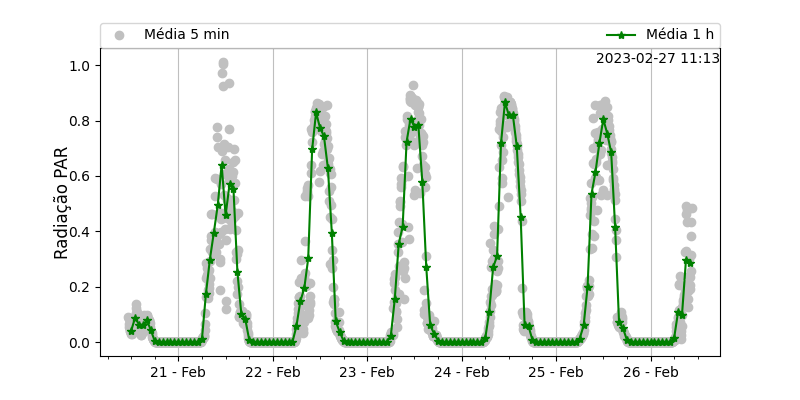 Média 5 min
Média 1 h
2023-02-27 11:13
Radiação PAR
1.0
0.8
0.6
0.4
0.2
0.0
21 - Feb
22 - Feb
23 - Feb
24 - Feb
25 - Feb
26 - Feb